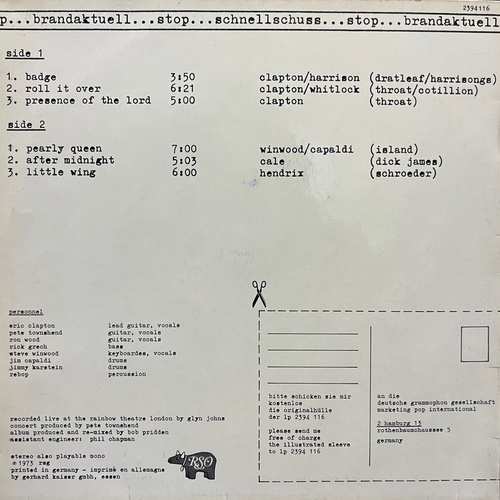 2394 116
p...brandaktuell...stop...schnellschuss...stop...brandaktuell
side 1
1. badge 3:50 clapton/harrison (dratleaf/harrisongs)
2. roll it over 6:21 clapton/whitlock (throat/cotillion)
3. presence of the lord 5:00 clapton (throat)
side 2
1. pearly queen 7:00 winwood/capaldi (island)
2. after midnight 5:03 cale (dick james)
3. little wing 6:00 hendrix (schroeder)
personnel
eric clapton lead guitar, vocals
pete townshend guitar, vocals
ron wood guitar, vocals
rick grech bass
steve winwood keyboardes, vocals
jim capaldi drums
jimmy karstein drums
rebop percussion
recorded live at the rainbow theatre london by glyn johns
concert produced by pete townshend
album produced and re-mixed by bob pridden
assistant engineer: phil chapman
stereo also playable mono
℗ 1973 rsg
printed in germany - imprimé en allemagne
by gerhard kaiser gmbh, essen
RSO
bitte schicken sie mir
kostenlos
die originalhülle
der lp 2394 116
please send me
free of charge
the illustrated sleeve
to lp 2394 116
an die
deutsche grammophon gesellschaft
marketing pop international
2 hamburg 13
rothenbaumchaussee 5
germany